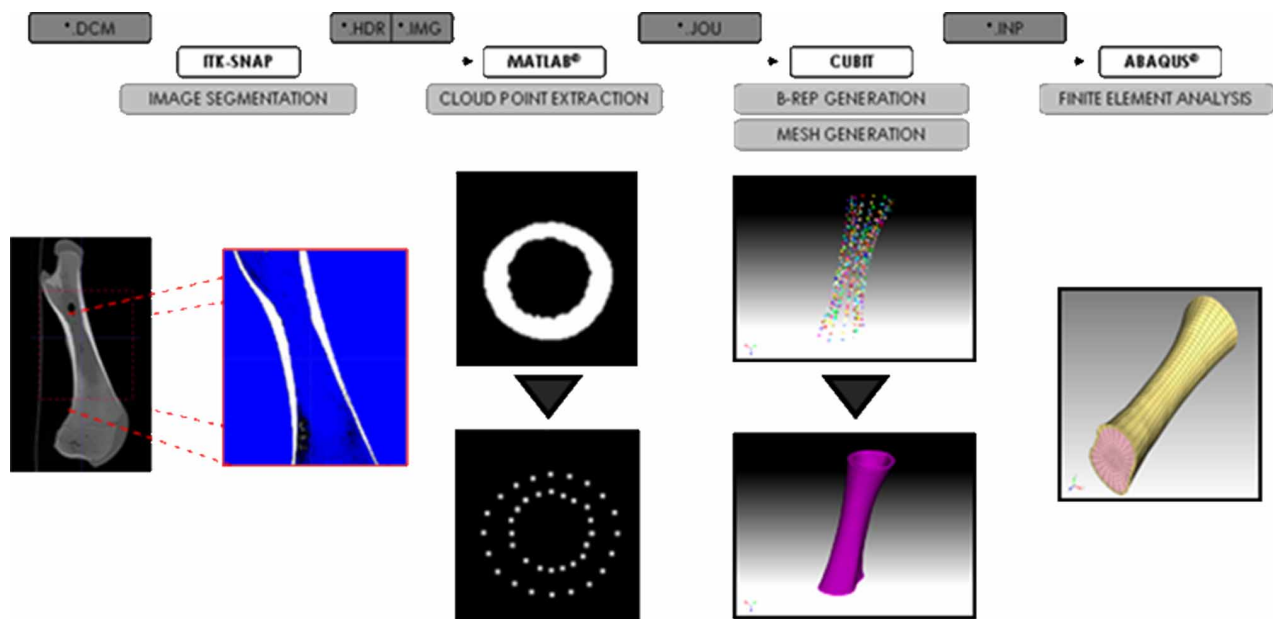 *.DCM
*.HDR *.IMG
*.JOU
*.INP
ITK-SNAP
MATLAB®
CUBIT
ABAQUS®
IMAGE SEGMENTATION
CLOUD POINT EXTRACTION
B-REP GENERATION
FINITE ELEMENT ANALYSIS
MESH GENERATION